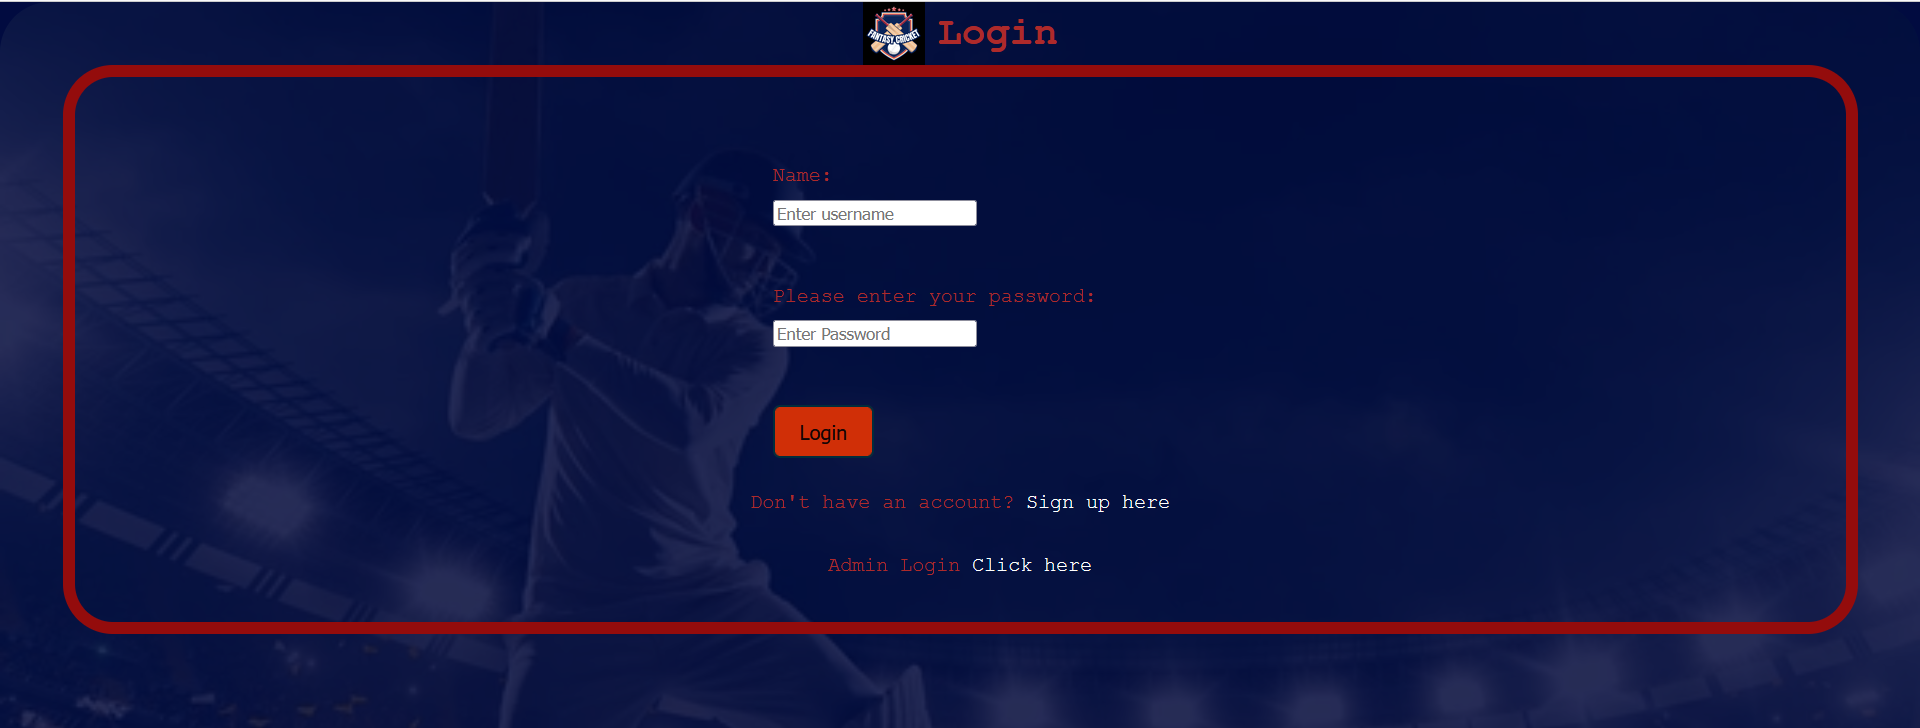 FANTASY CRICKET
Login
Name:
Enter username
Please enter your password:
Enter Password
Login
Don't have an account? Sign up here
Admin Login Click here